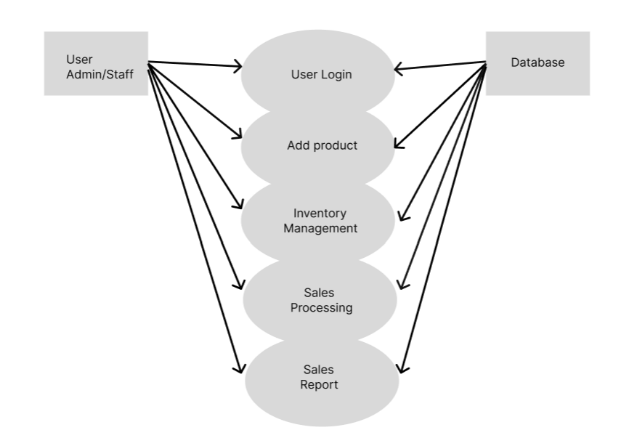 User
Admin/Staff
User Login
Database
Add product
Inventory
Management
Sales
Processing
Sales
Report